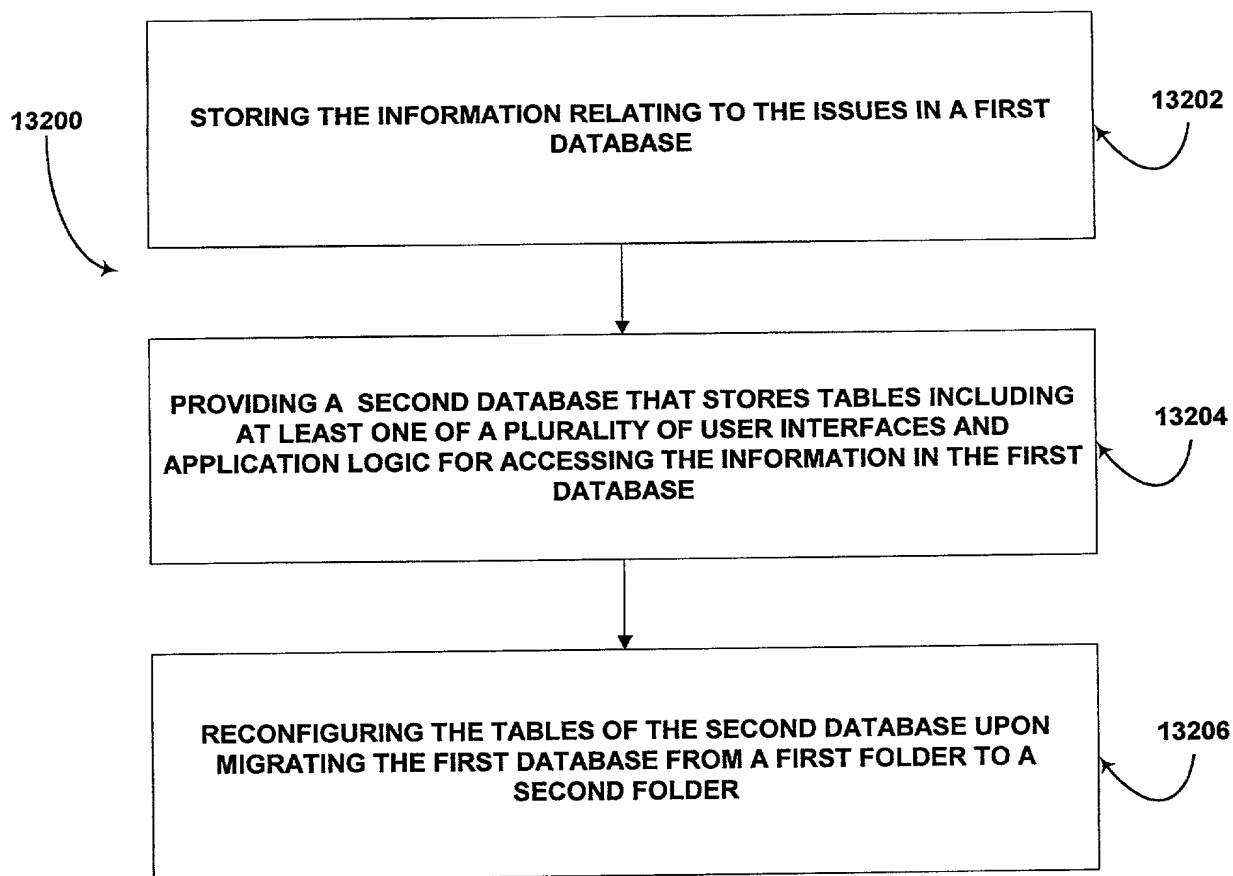 13200
STORING THE INFORMATION RELATING TO THE ISSUES IN A FIRST
DATABASE
13202
PROVIDING A SECOND DATABASE THAT STORES TABLES INCLUDING
AT LEAST ONE OF A PLURALITY OF USER INTERFACES AND
APPLICATION LOGIC FOR ACCESSING THE INFORMATION IN THE FIRST
DATABASE
13204
RECONFIGURING THE TABLES OF THE SECOND DATABASE UPON
MIGRATING THE FIRST DATABASE FROM A FIRST FOLDER TO A
SECOND FOLDER
13206